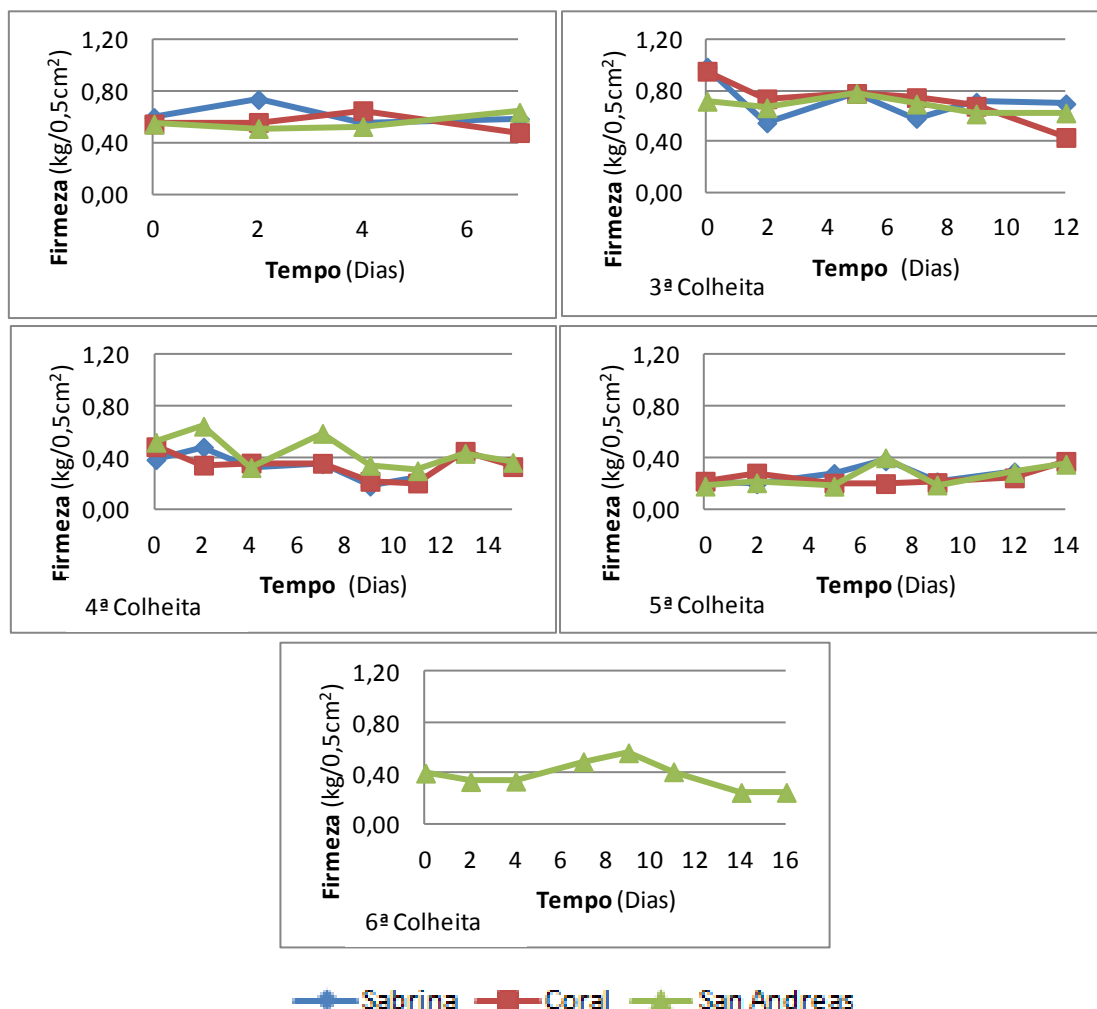 Firmeza (kg/0,5cm²)
1,20
0,80
0,40
0,00
0 2 4 6
Tempo (Dias)
Firmeza (kg/0,5cm²)
1,20
0,80
0,40
0,00
0 2 4 6 8 10 12
Tempo (Dias)
3ª Colheita
Firmeza (kg/0,5cm²)
1,20
0,80
0,40
0,00
0 2 4 6 8 10 12 14
Tempo (Dias)
4ª Colheita
Firmeza (kg/0,5cm²)
1,20
0,80
0,40
0,00
0 2 4 6 8 10 12 14
Tempo (Dias)
5ª Colheita
Firmeza (kg/0,5cm²)
1,20
0,80
0,40
0,00
0 2 4 6 8 10 12 14 16
Tempo (Dias)
6ª Colheita
Sabrina Coral San Andreas